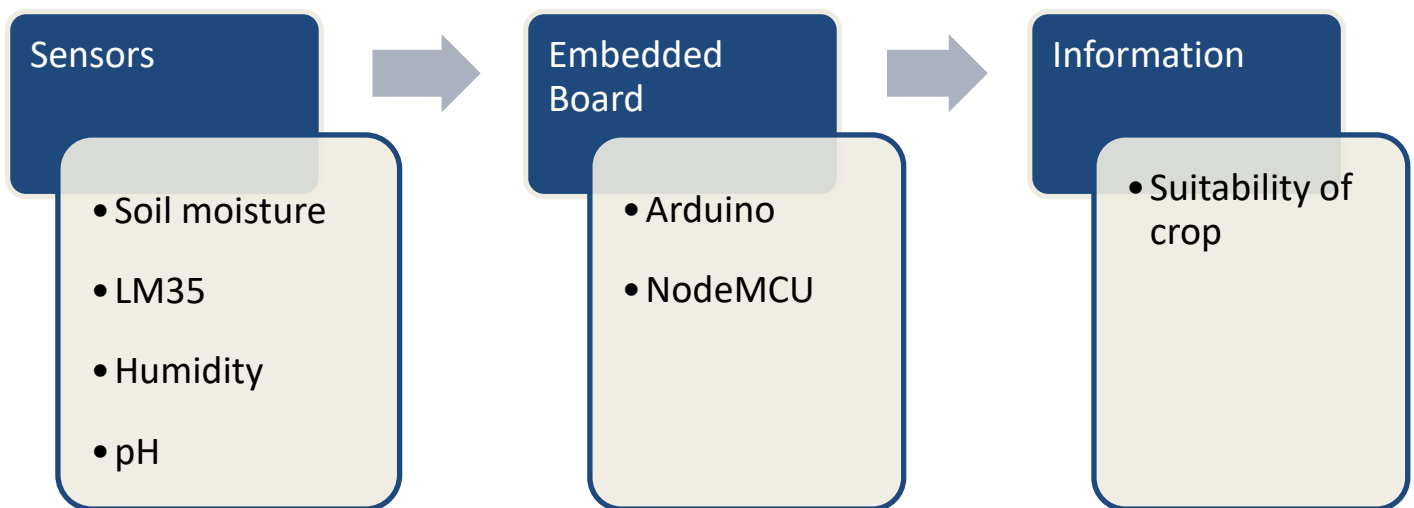 Sensors
• Soil moisture
• LM35
• Humidity
• pH
Embedded
Board
• Arduino
• NodeMCU
Information
• Suitability of
crop